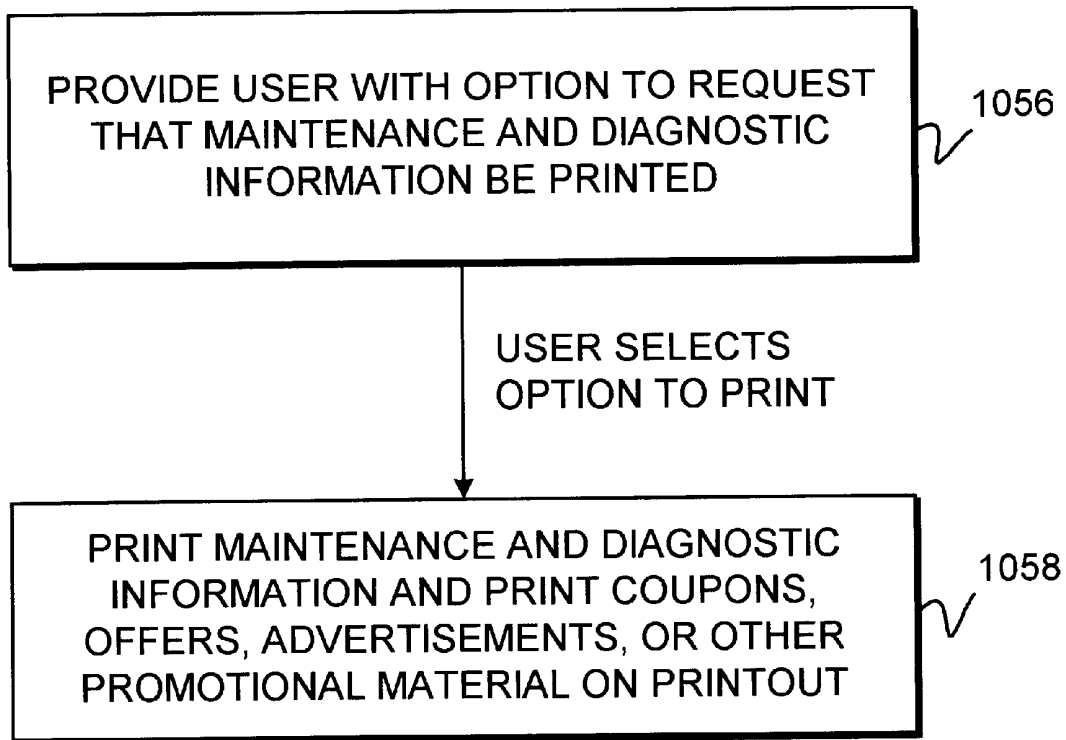 PROVIDE USER WITH OPTION TO REQUEST
THAT MAINTENANCE AND DIAGNOSTIC
INFORMATION BE PRINTED
1056
USER SELECTS
OPTION TO PRINT
PRINT MAINTENANCE AND DIAGNOSTIC
INFORMATION AND PRINT COUPONS,
OFFERS, ADVERTISEMENTS, OR OTHER
PROMOTIONAL MATERIAL ON PRINTOUT
1058